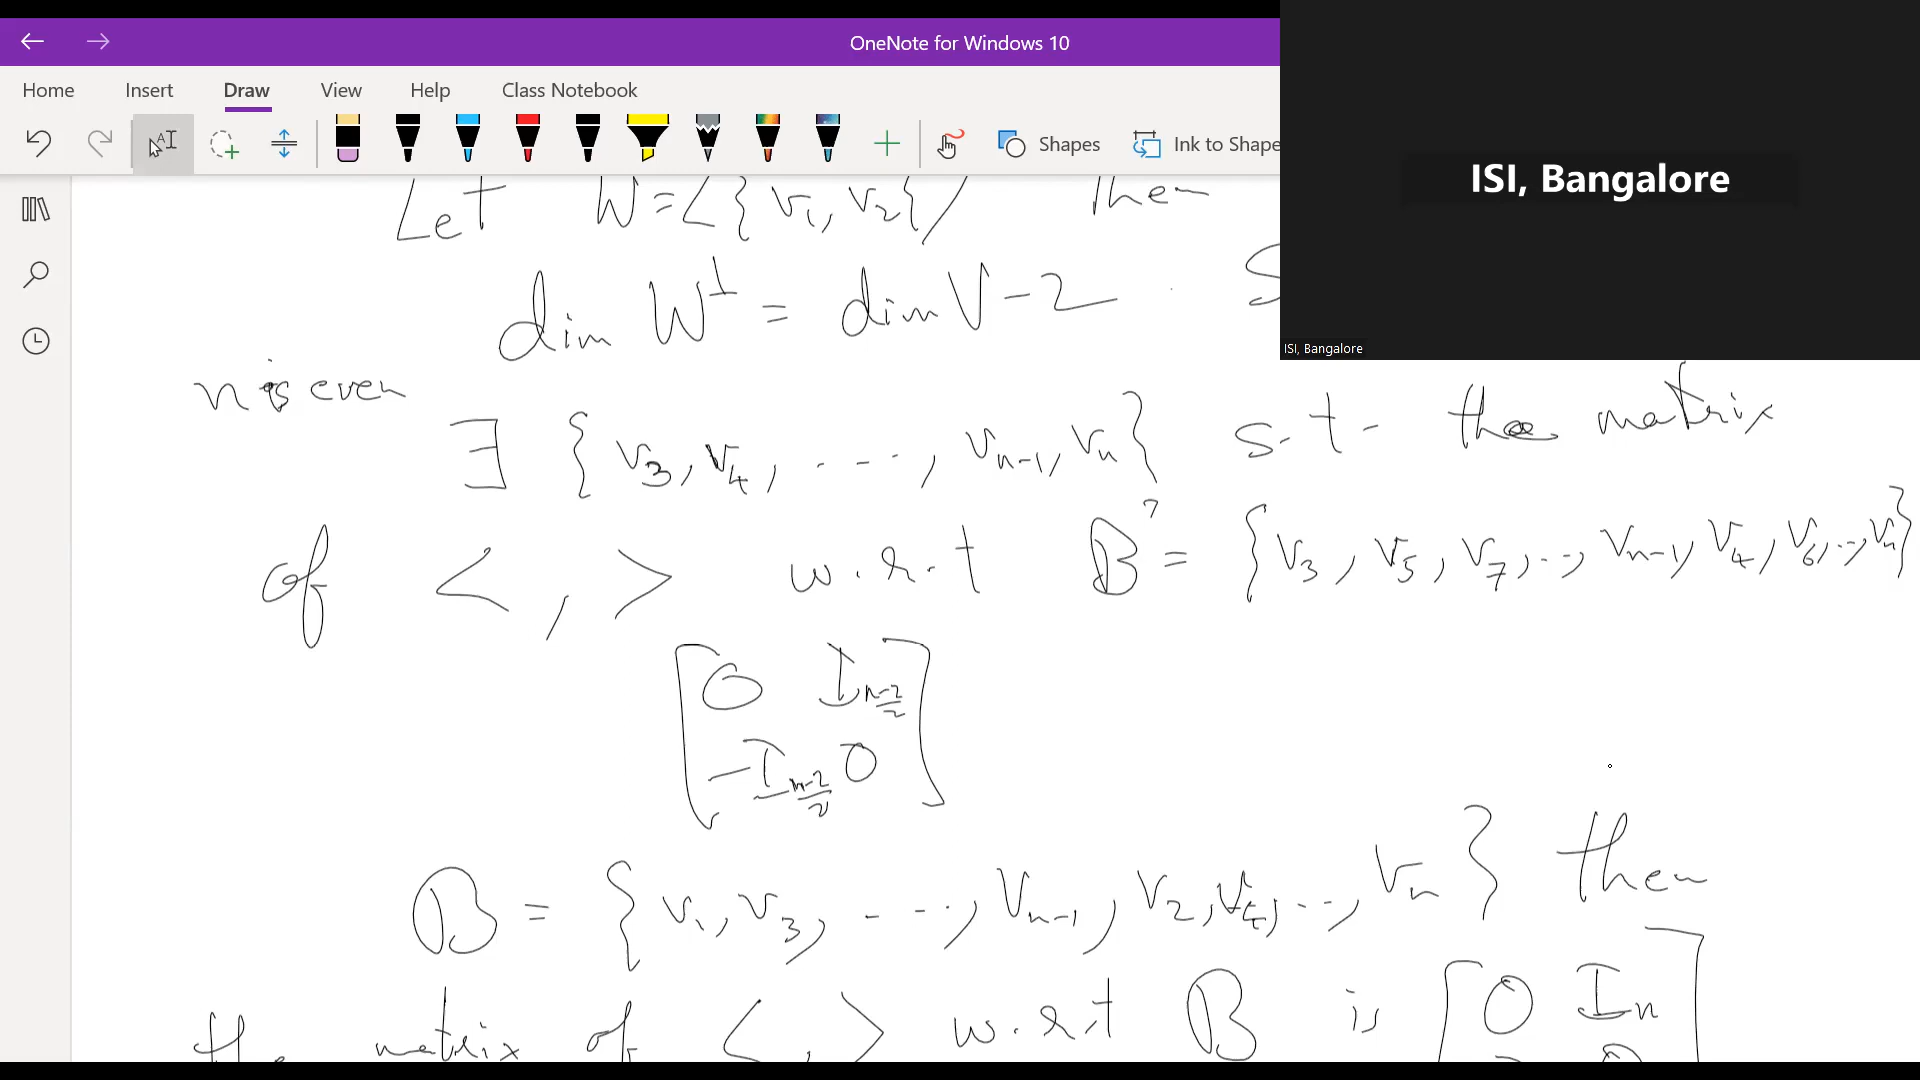 OneNote for Windows 10
Home Insert Draw View Help Class Notebook
Shapes Ink to Shape
ISI, Bangalore
ISI, Bangalore
Let W = <{v₁, v₂}> then
dim W^⊥ = dim V - 2 . S
n is even
∃ {v₃, v₄, ----, vₙ₋₁, vₙ} s.t. the matrix
of < , > w.r.t B' = {v₃, v₅, v₇, .., vₙ₋₁, v₄, v₆, .., vₙ}
[ O I_{n-2/2}
-I_{n-2/2} O ]
B = {v₁, v₃, ----, vₙ₋₁, v₂, v₄, ..., vₙ} then
the matrix of < , > w.r.t B is [ O Iₙ